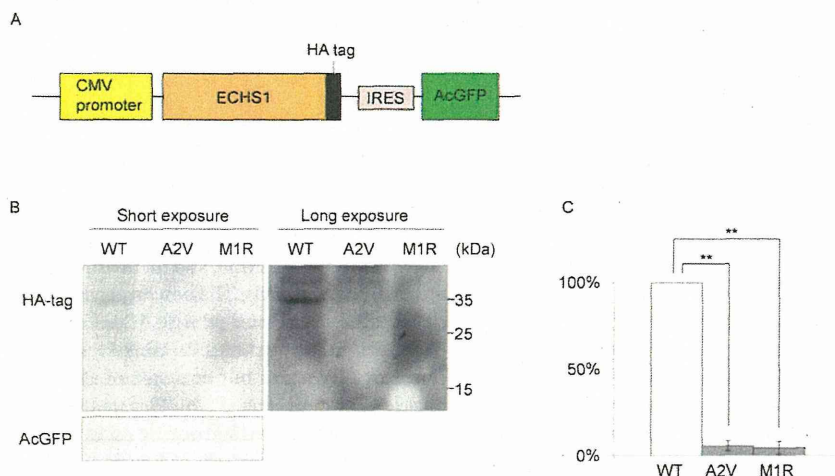 A
HA tag
CMV promoter
ECHS1
IRES
AcGFP
B
Short exposure
Long exposure
WT A2V M1R
WT A2V M1R (kDa)
HA-tag
35
25
15
AcGFP
C
**
**
100%
50%
0%
WT A2V M1R